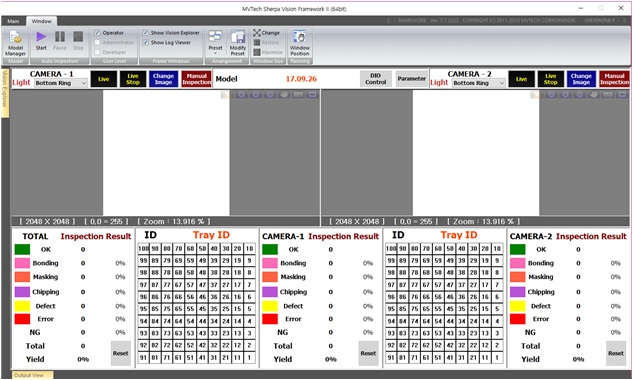 MVTech Sherpa Vision Framework II (64bit)
Main Window
Model Manager Start Pause Stop Operator Administrator Developer Show Vision Explorer Show Log Viewer Preset Modify Preset Change Restore Maximize Window Position
Model Auto Inspection User Level Frame Windows Arrangement Window Size Panning
Vision Explorer
Light CAMERA - 1 Bottom Ring Live Live Stop Change Image Manual Inspection Model 17.09.26 DIO Control Parameter Light CAMERA - 2 Bottom Ring Live Live Stop Change Image Manual Inspection
[ 2048 X 2048 ] [ 0,0 = 255 ] [ Zoom : 13.916 % ] [ 2048 X 2048 ] [ 0,0 = 255 ] [ Zoom : 13.916 % ]
TOTAL Inspection Result ID Tray ID CAMERA-1 Inspection Result ID Tray ID CAMERA-2 Inspection Result
OK 0 100 90 80 70 60 50 40 30 20 10 OK 0 100 90 80 70 60 50 40 30 20 10 OK 0
Bonding 0 0% 99 89 79 69 59 49 39 29 19 9 Bonding 0 0% 99 89 79 69 59 49 39 29 19 9 Bonding 0 0%
Masking 0 0% 98 88 78 68 58 48 38 28 18 8 Masking 0 0% 98 88 78 68 58 48 38 28 18 8 Masking 0 0%
Chipping 0 0% 97 87 77 67 57 47 37 27 17 7 Chipping 0 0% 97 87 77 67 57 47 37 27 17 7 Chipping 0 0%
Defect 0 0% 96 86 76 66 56 46 36 26 16 6 Defect 0 0% 96 86 76 66 56 46 36 26 16 6 Defect 0 0%
Error 0 0% 95 85 75 65 55 45 35 25 15 5 Error 0 0% 95 85 75 65 55 45 35 25 15 5 Error 0 0%
94 84 74 64 54 44 34 24 14 4 94 84 74 64 54 44 34 24 14 4
NG 0 0% 93 83 73 63 53 43 33 23 13 3 NG 0 0% 93 83 73 63 53 43 33 23 13 3 NG 0 0%
Total 0 92 82 72 62 52 42 32 22 12 2 Total 0 92 82 72 62 52 42 32 22 12 2 Total 0
Yield 0% Reset 91 81 71 61 51 41 31 21 11 1 Yield 0% Reset 91 81 71 61 51 41 31 21 11 1 Yield 0% Reset
Output View